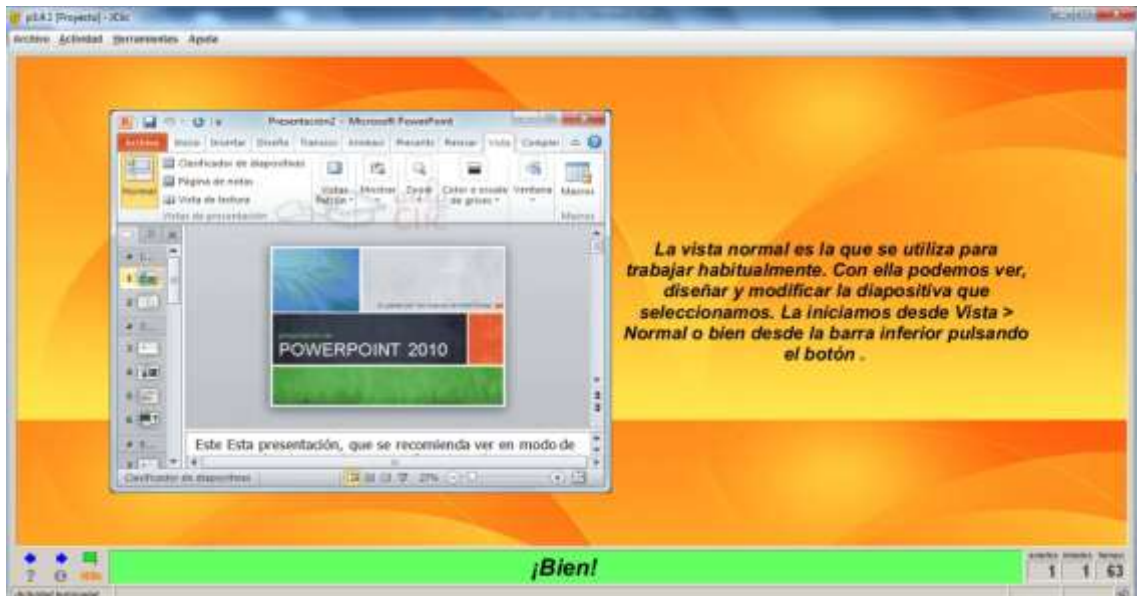 [Proyecto] - JClic
Archivo Actividad Herramientas Ayuda
Presentación2 - Microsoft PowerPoint
Archivo Inicio Insertar Diseño Revisar Vista
Clasificador de diapositivas
Página de notas
Vista de lectura
Normal
Mostrar Zoom Color o escala de grises Ventana Macros
Vistas de presentación
Macros
POWERPOINT 2010
Este Esta presentación, que se recomienda ver en modo de
Clasificador de diapositivas
27%
La vista normal es la que se utiliza para
trabajar habitualmente. Con ella podemos ver,
diseñar y modificar la diapositiva que
seleccionamos. La iniciamos desde Vista >
Normal o bien desde la barra inferior pulsando
el botón .
¡Bien!
1 1 63